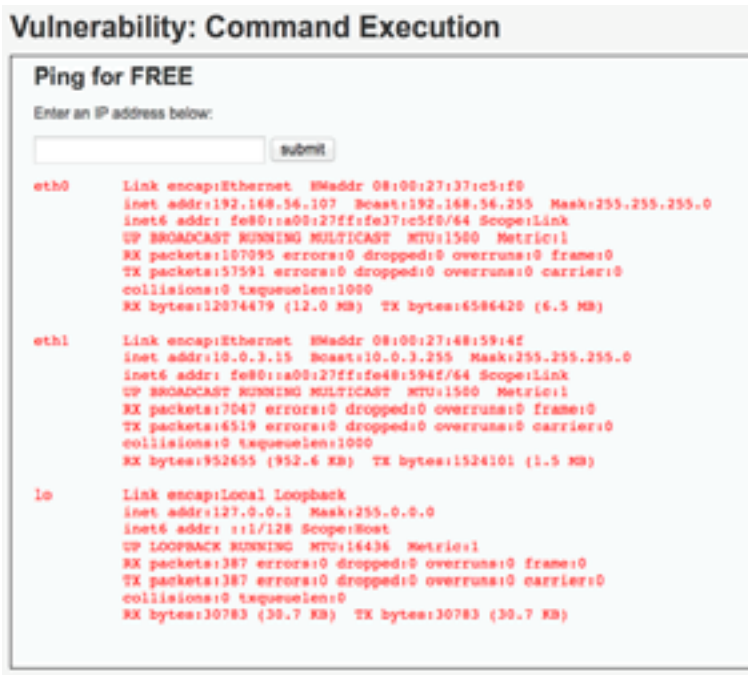 Vulnerability: Command Execution
Ping for FREE
Enter an IP address below:
submit
eth0 Link encap:Ethernet HWaddr 08:00:27:37:c5:f0
inet addr:192.168.56.107 Bcast:192.168.56.255 Mask:255.255.255.0
inet6 addr: fe80::a00:27ff:fe37:c5f0/64 Scope:Link
UP BROADCAST RUNNING MULTICAST MTU:1500 Metric:1
RX packets:107095 errors:0 dropped:0 overruns:0 frame:0
TX packets:57591 errors:0 dropped:0 overruns:0 carrier:0
collisions:0 txqueuelen:1000
RX bytes:12074479 (12.0 MB) TX bytes:6586420 (6.5 MB)
eth1 Link encap:Ethernet HWaddr 08:00:27:48:59:4f
inet addr:10.0.3.15 Bcast:10.0.3.255 Mask:255.255.255.0
inet6 addr: fe80::a00:27ff:fe48:594f/64 Scope:Link
UP BROADCAST RUNNING MULTICAST MTU:1500 Metric:1
RX packets:7047 errors:0 dropped:0 overruns:0 frame:0
TX packets:6519 errors:0 dropped:0 overruns:0 carrier:0
collisions:0 txqueuelen:1000
RX bytes:952655 (952.6 KB) TX bytes:1524101 (1.5 MB)
lo Link encap:Local Loopback
inet addr:127.0.0.1 Mask:255.0.0.0
inet6 addr: ::1/128 Scope:Host
UP LOOPBACK RUNNING MTU:16436 Metric:1
RX packets:387 errors:0 dropped:0 overruns:0 frame:0
TX packets:387 errors:0 dropped:0 overruns:0 carrier:0
collisions:0 txqueuelen:0
RX bytes:30783 (30.7 KB) TX bytes:30783 (30.7 KB)